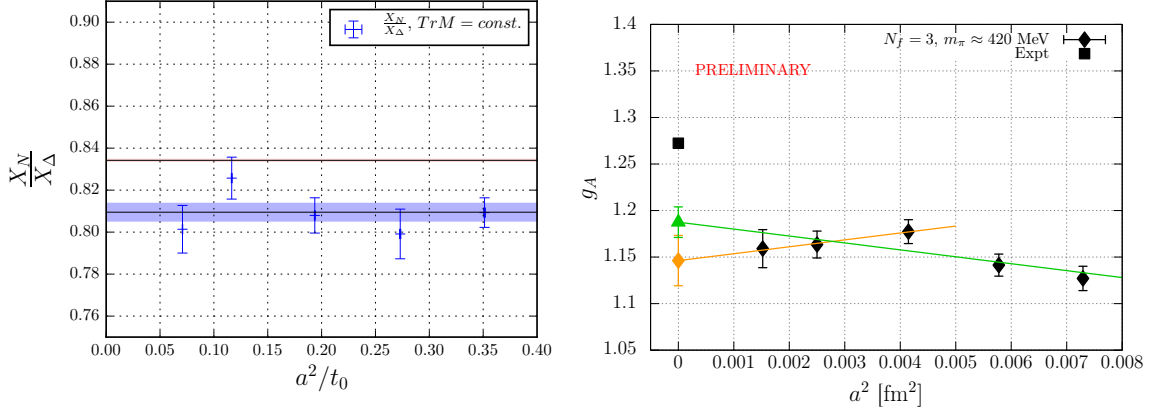 X_N/X_Δ, TrM = const.
0.90
0.88
0.86
0.84
0.82
0.80
0.78
0.76
X_N/X_Δ
0.00 0.05 0.10 0.15 0.20 0.25 0.30 0.35 0.40
a²/t₀
N_f = 3, m_π ≈ 420 MeV
Expt
PRELIMINARY
1.4
1.35
1.3
1.25
1.2
1.15
1.1
1.05
g_A
0 0.001 0.002 0.003 0.004 0.005 0.006 0.007 0.008
a² [fm²]